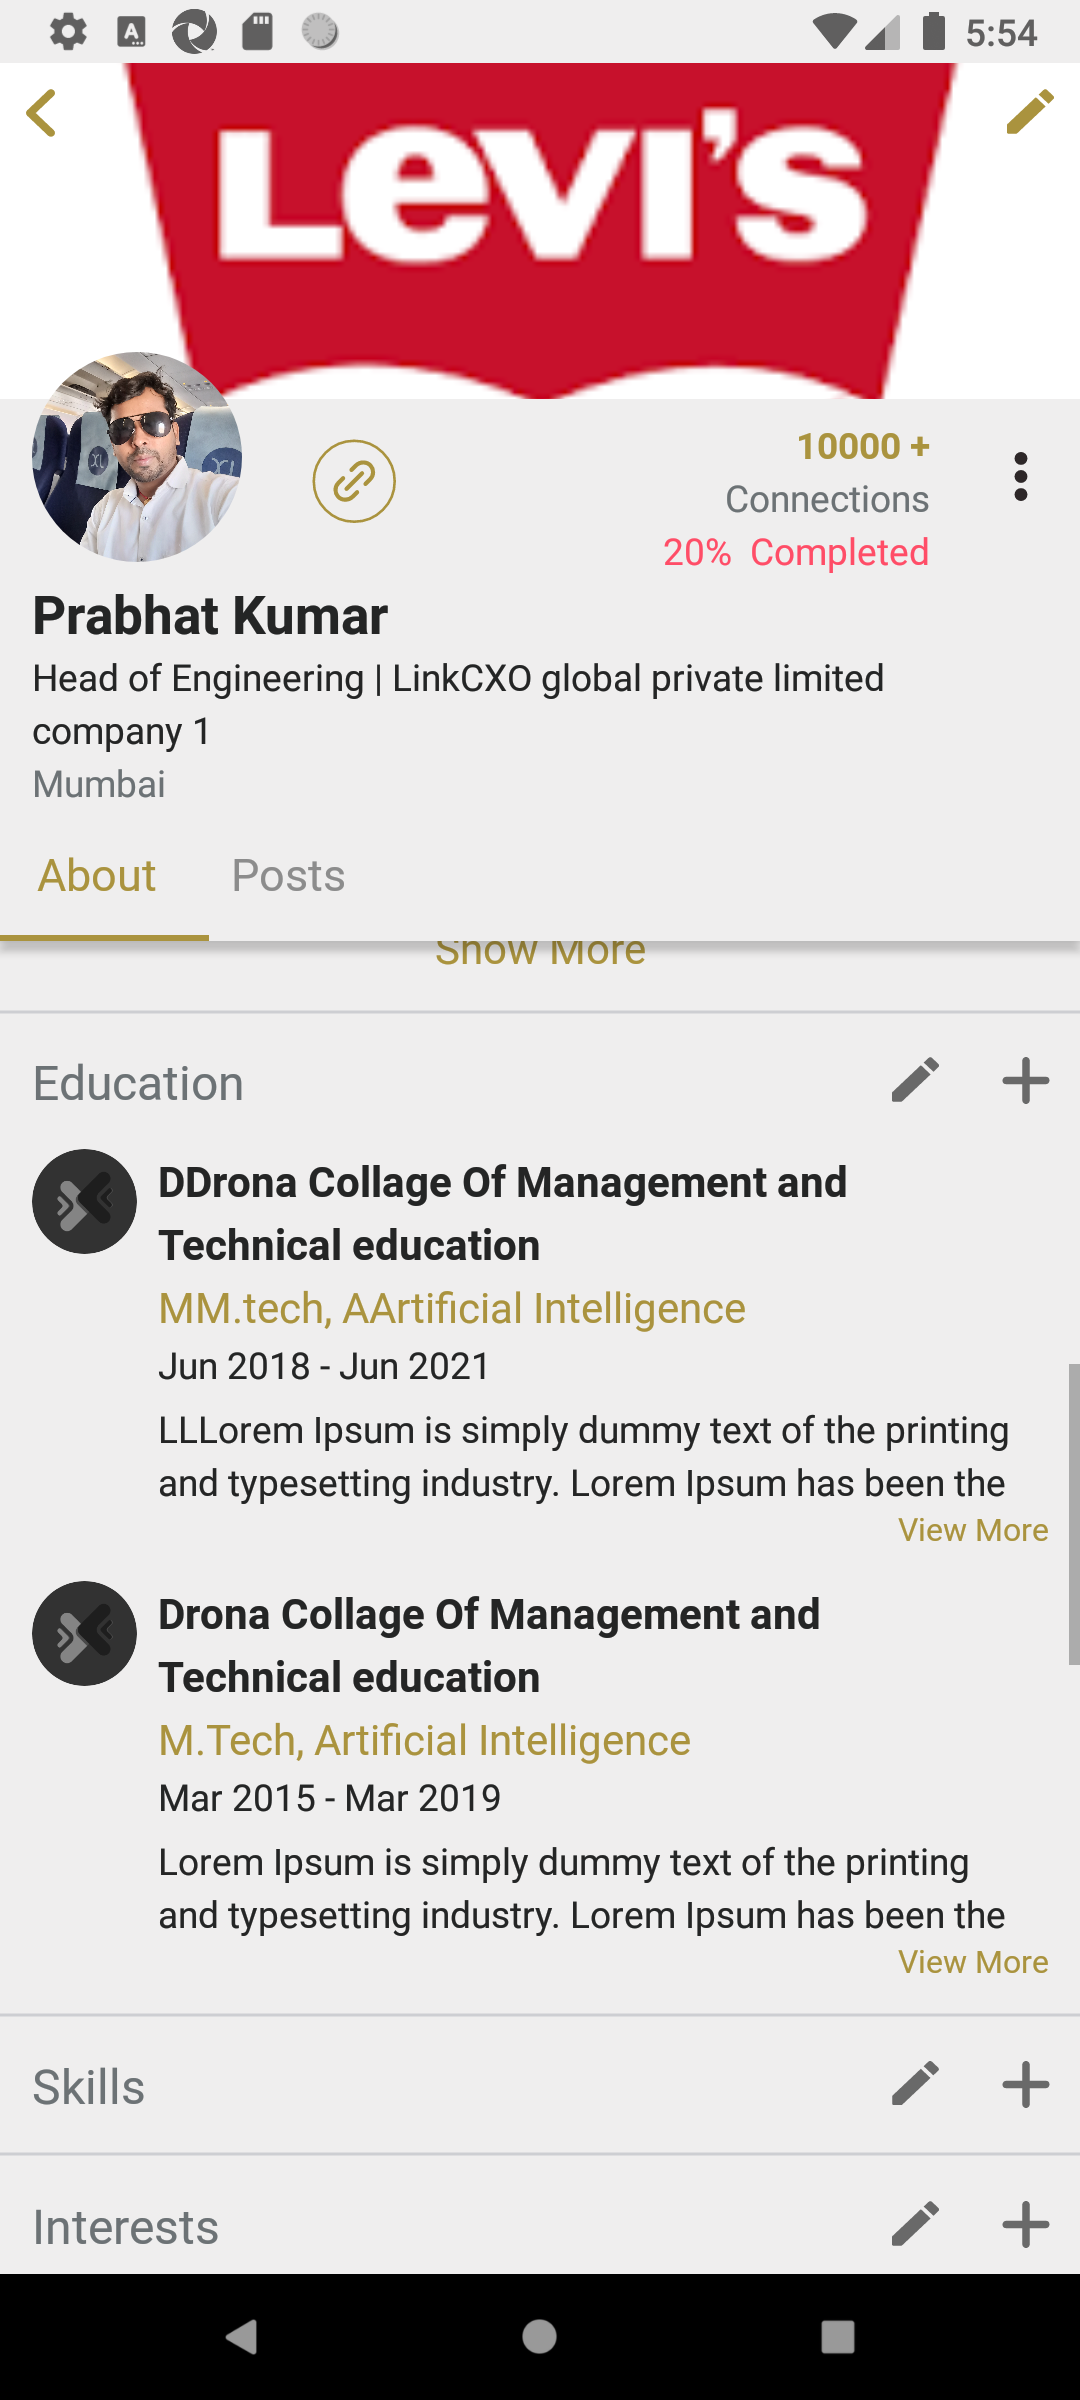 5:54
LEVI'S
10000 +
Connections
20% Completed
Prabhat Kumar
Head of Engineering | LinkCXO global private limited
company 1
Mumbai
About
Posts
Show More
Education
DDrona Collage Of Management and
Technical education
MM.tech, AArtificial Intelligence
Jun 2018 - Jun 2021
LLLorem Ipsum is simply dummy text of the printing
and typesetting industry. Lorem Ipsum has been the
View More
Drona Collage Of Management and
Technical education
M.Tech, Artificial Intelligence
Mar 2015 - Mar 2019
Lorem Ipsum is simply dummy text of the printing
and typesetting industry. Lorem Ipsum has been the
View More
Skills
Interests